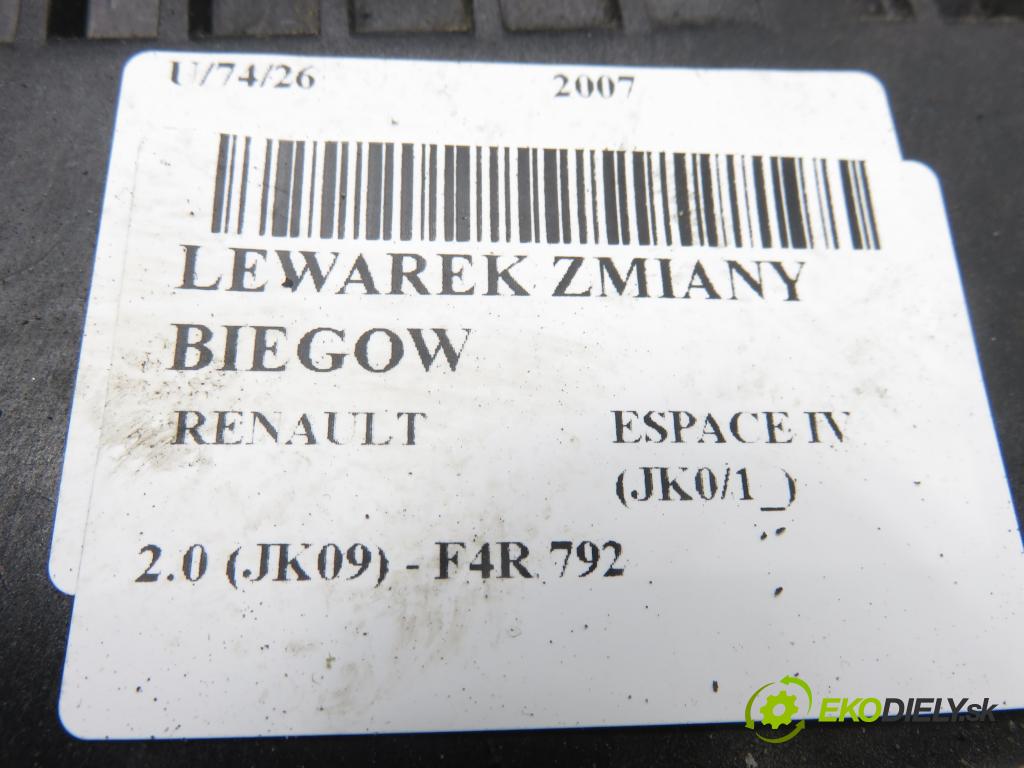 U/74/26 2007
LEWAREK ZMIANY
BIEGOW
RENAULT ESPACE IV
(JK0/1_)
2.0 (JK09) - F4R 792
EKODIELY.sk